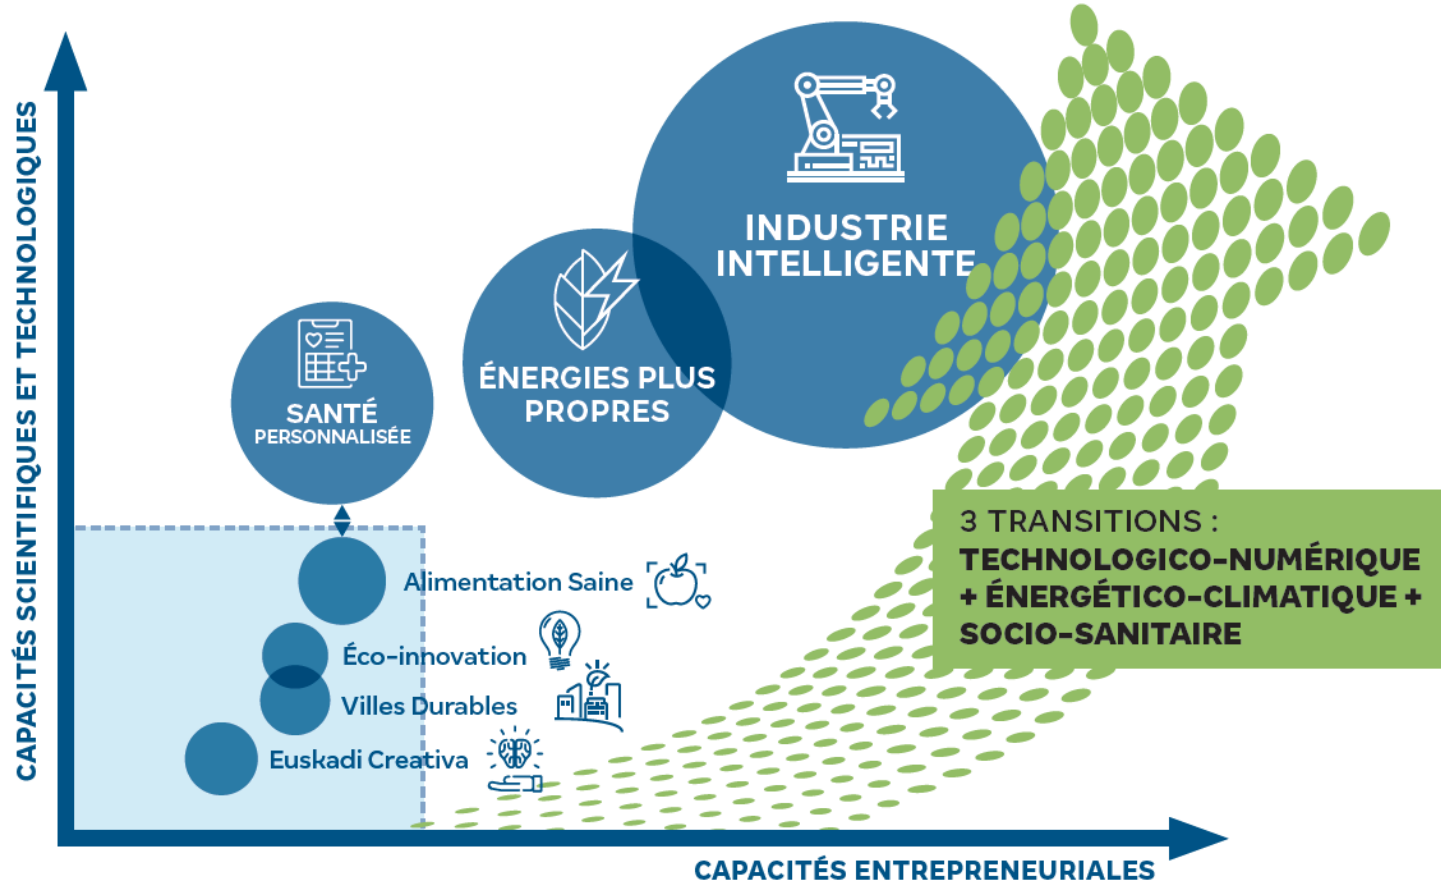 CAPACITÉS SCIENTIFIQUES ET TECHNOLOGIQUES
INDUSTRIE
INTELLIGENTE
ÉNERGIES PLUS
PROPRES
SANTÉ
PERSONNALISÉE
3 TRANSITIONS :
TECHNOLOGICO-NUMÉRIQUE
+ ÉNERGÉTICO-CLIMATIQUE +
SOCIO-SANITAIRE
Alimentation Saine
Éco-innovation
Villes Durables
Euskadi Creativa
CAPACITÉS ENTREPRENEURIALES